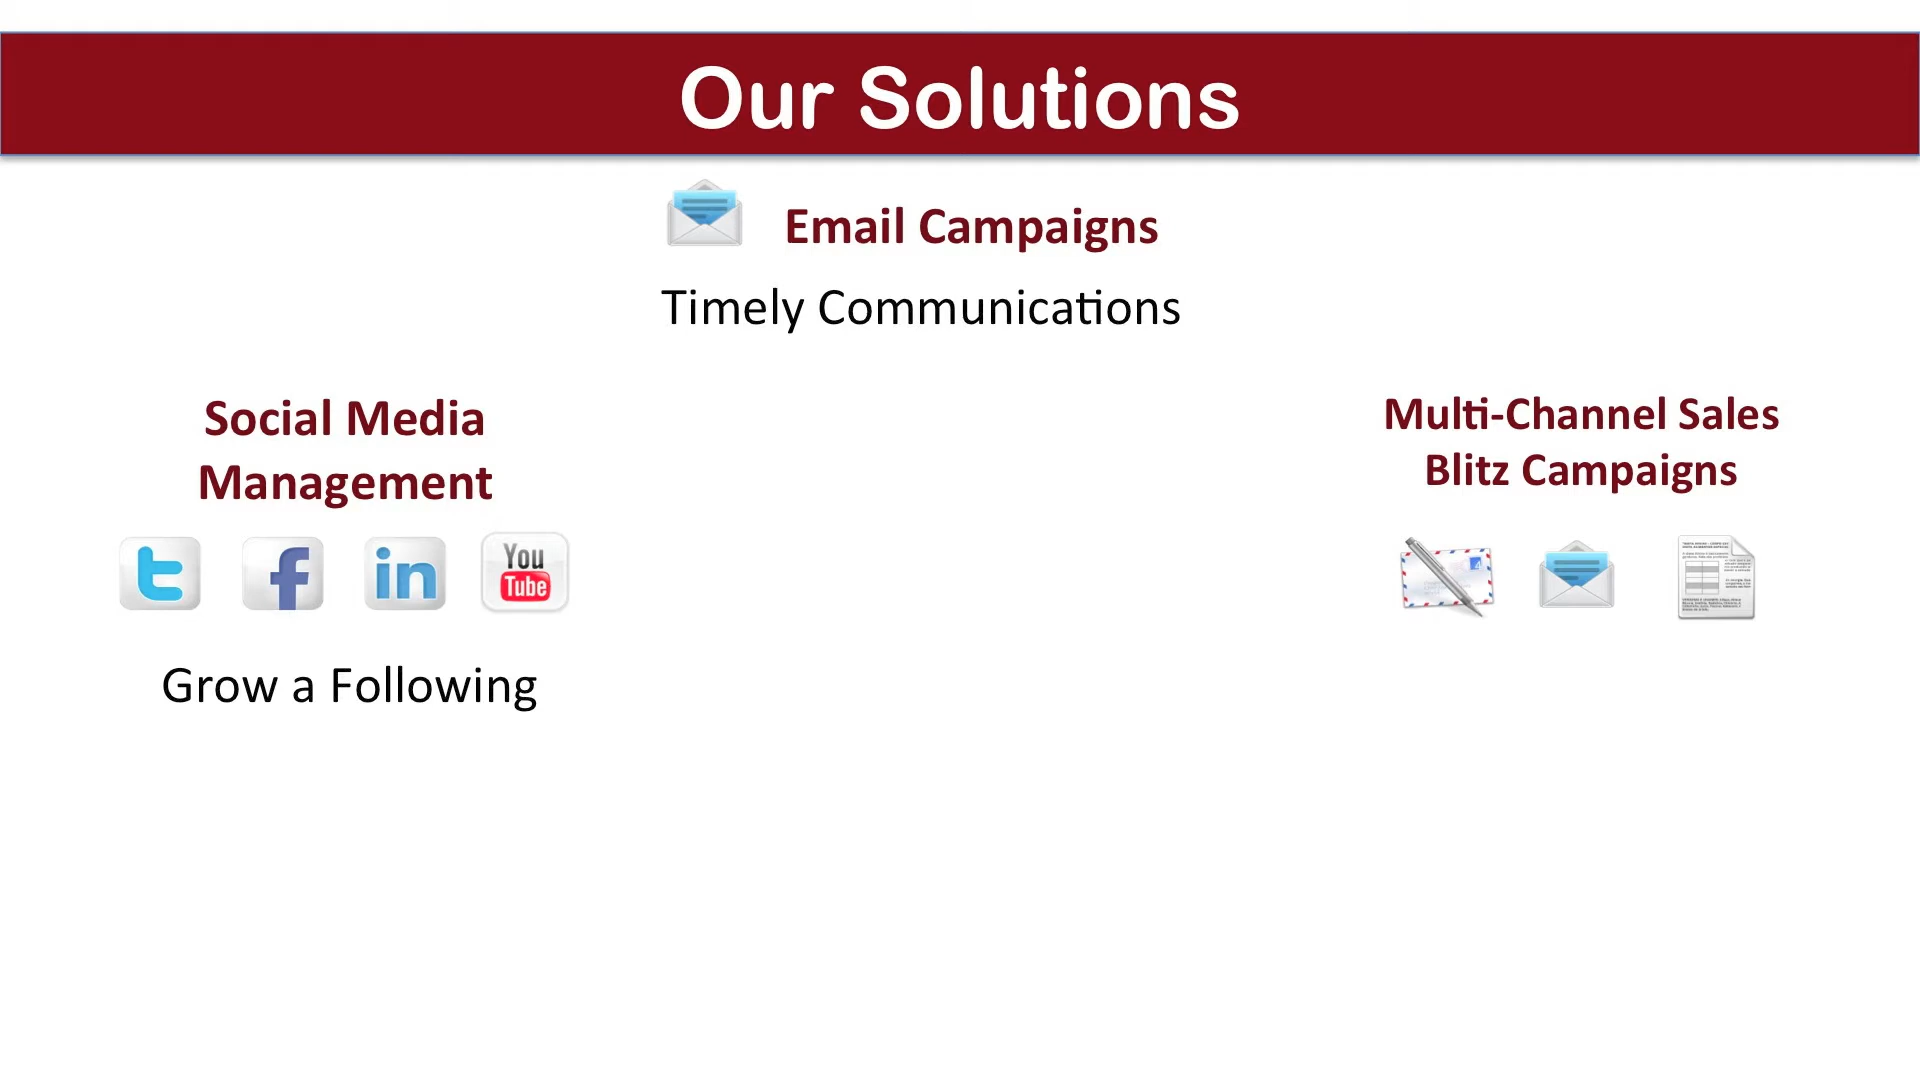 Our Solutions
Email Campaigns
Timely Communications
Social Media
Management
Multi-Channel Sales
Blitz Campaigns
You
Tube
Grow a Following